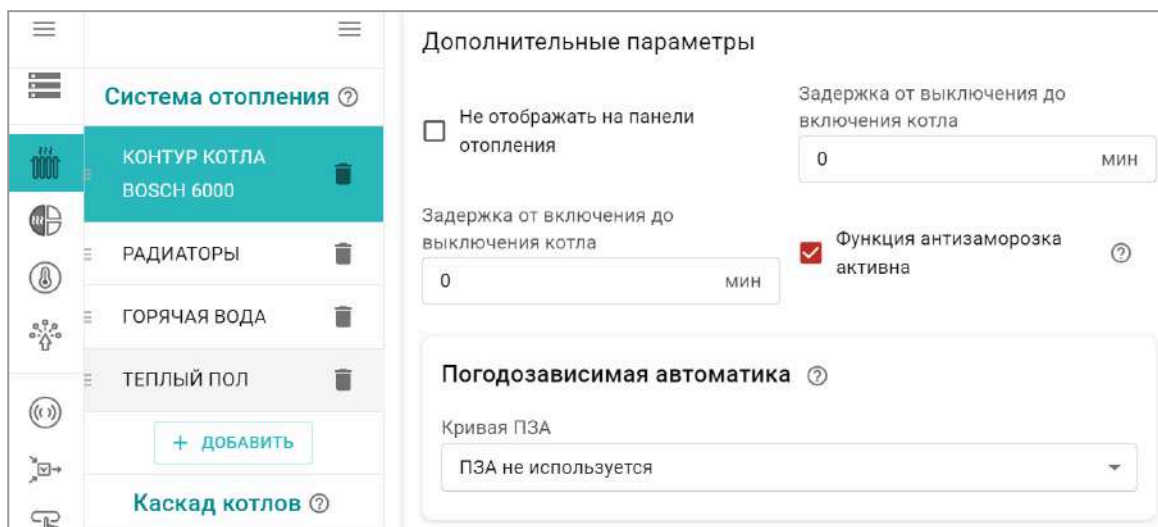 Система отопления
КОНТУР КОТЛА
BOSCH 6000
РАДИАТОРЫ
ГОРЯЧАЯ ВОДА
ТЕПЛЫЙ ПОЛ
+ ДОБАВИТЬ
Каскад котлов
Дополнительные параметры
Не отображать на панели
отопления
Задержка от выключения до
включения котла
0 мин
Задержка от включения до
выключения котла
0 мин
Функция антизаморозка
активна
Погодозависимая автоматика
Кривая ПЗА
ПЗА не используется